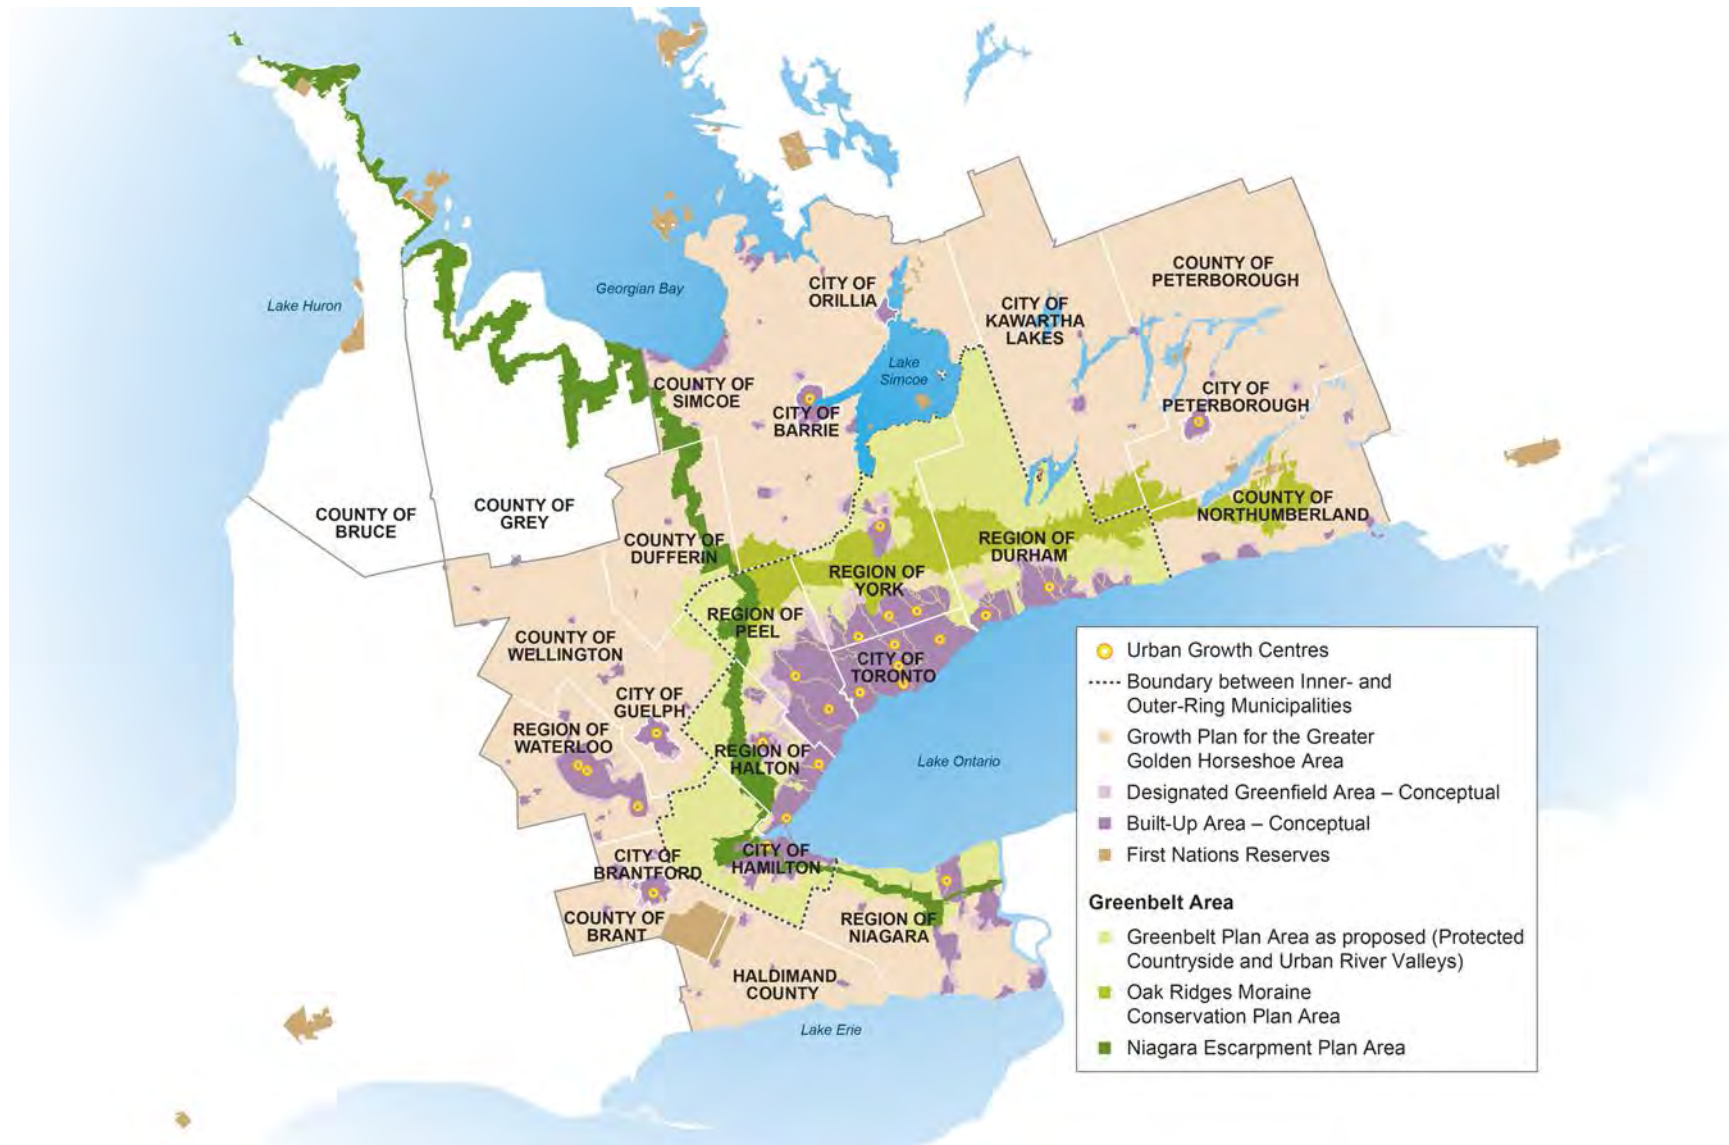 Lake Huron
Georgian Bay
CITY OF
ORILLIA
CITY OF
KAWARTHA
LAKES
COUNTY OF
PETERBOROUGH
Lake
Simcoe
COUNTY OF
SIMCOE
CITY OF
BARRIE
CITY OF
PETERBOROUGH
COUNTY OF
BRUCE
COUNTY OF
GREY
COUNTY OF
DUFFERIN
REGION OF
DURHAM
COUNTY OF
NORTHUMBERLAND
REGION OF
YORK
REGION OF
PEEL
COUNTY OF
WELLINGTON
CITY OF
TORONTO
CITY OF
GUELPH
REGION OF
WATERLOO
REGION OF
HALTON
Lake Ontario
CITY OF
BRANTFORD
CITY OF
HAMILTON
COUNTY OF
BRANT
REGION OF
NIAGARA
HALDIMAND
COUNTY
Lake Erie
Urban Growth Centres
Boundary between Inner- and
Outer-Ring Municipalities
Growth Plan for the Greater
Golden Horseshoe Area
Designated Greenfield Area – Conceptual
Built-Up Area – Conceptual
First Nations Reserves
Greenbelt Area
Greenbelt Plan Area as proposed (Protected
Countryside and Urban River Valleys)
Oak Ridges Moraine
Conservation Plan Area
Niagara Escarpment Plan Area